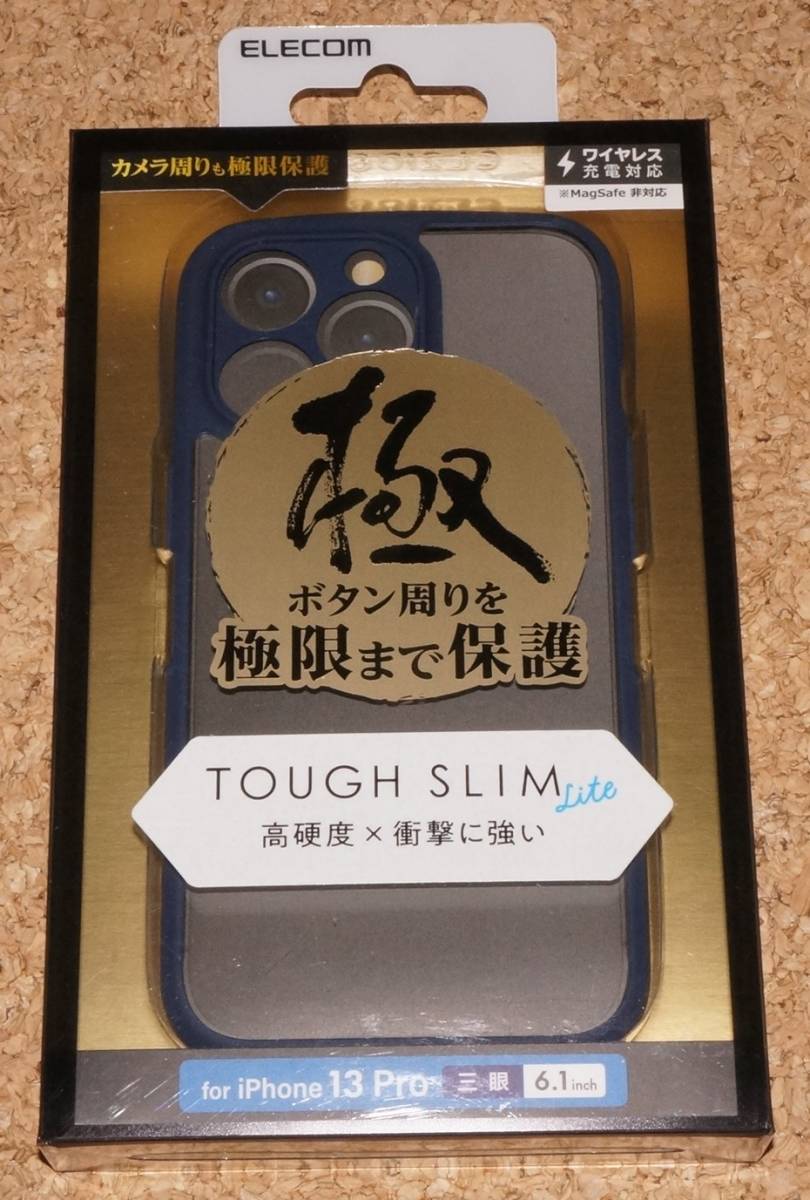 ELECOM
カメラ周りも極限保護
ワイヤレス
充電対応
※MagSafe 非対応
極
ボタン周りを
極限まで保護
TOUGH SLIM Lite
高硬度×衝撃に強い
for iPhone 13 Pro 三眼 6.1inch